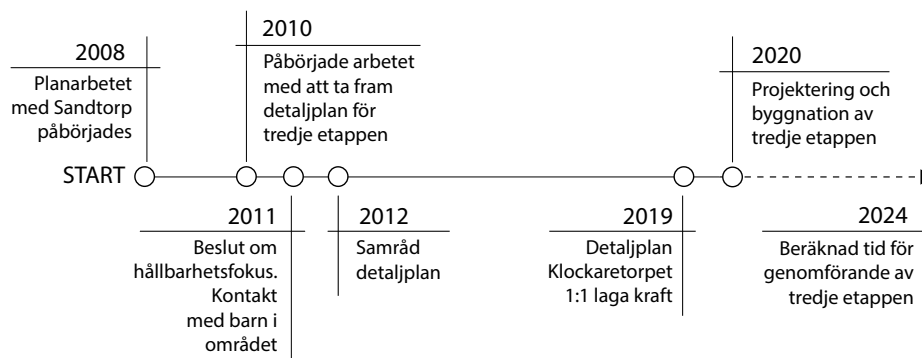 2008
Planarbetet
med Sandtorp
påbörjades
2010
Påbörjade arbetet
med att ta fram
detaljplan för
tredje etappen
2020
Projektering och
byggnation av
tredje etappen
START
2011
Beslut om
hållbarhetsfokus.
Kontakt
med barn i
området
2012
Samråd
detaljplan
2019
Detaljplan
Klockaretorpet
1:1 laga kraft
2024
Beräknad tid för
genomförande av
tredje etappen